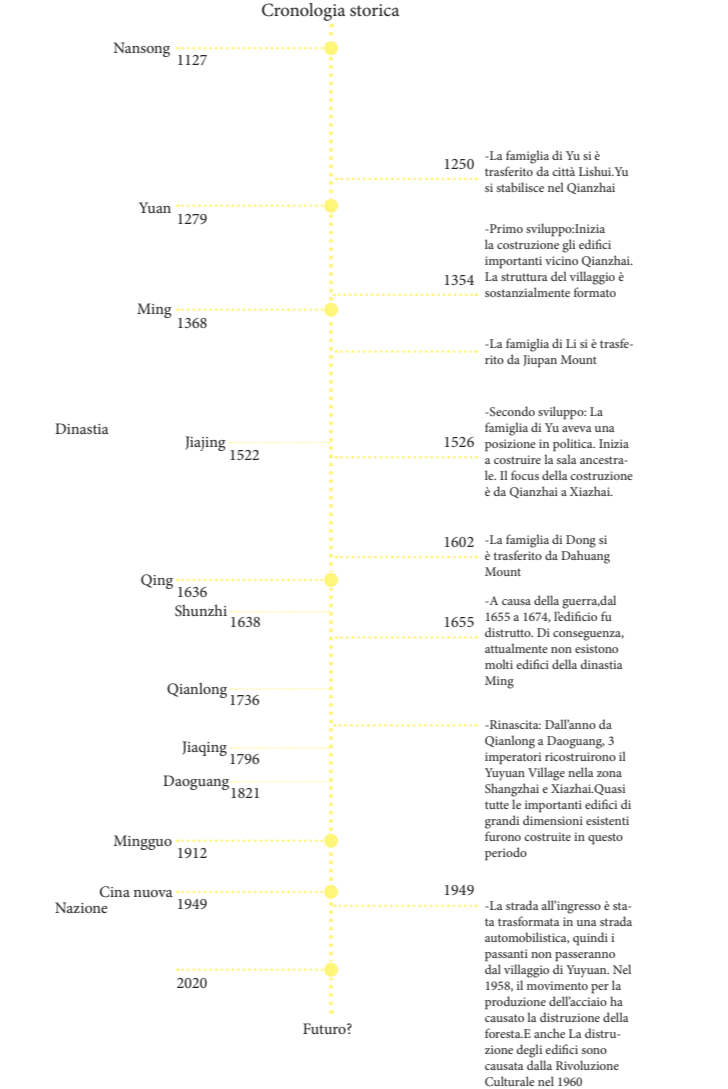 Cronologia storica
Nansong
1127
1250
-La famiglia di Yu si è
trasferito da città Lishui.Yu
si stabilisce nel Qianzhai
Yuan
1279
-Primo sviluppo:Inizia
la costruzione gli edifici
importanti vicino Qianzhai.
La struttura del villaggio è
sostanzialmente formato
1354
Ming
1368
-La famiglia di Li si è trasfe-
rito da Jiupan Mount
Dinastia
Jiajing
1522
1526
-Secondo sviluppo: La
famiglia di Yu aveva una
posizione in politica. Inizia
a costruire la sala ancestra-
le. Il focus della costruzione
è da Qianzhai a Xiazhai.
1602
-La famiglia di Dong si
è trasferito da Dahuang
Mount
Qing
1636
Shunzhi
1638
1655
-A causa della guerra,dal
1655 a 1674, l'edificio fu
distrutto. Di conseguenza,
attualmente non esistono
molti edifici della dinastia
Ming
Qianlong
1736
Jiaqing
1796
Daoguang
1821
-Rinascita: Dall'anno da
Qianlong a Daoguang, 3
imperatori ricostruirono il
Yuyuan Village nella zona
Shangzhai e Xiazhai.Quasi
tutte le importanti edifici di
grandi dimensioni esistenti
furono costruite in questo
periodo
Mingguo
1912
Cina nuova
1949
Nazione
1949
-La strada all'ingresso è sta-
ta trasformata in una strada
automobilistica, quindi i
passanti non passeranno
dal villaggio di Yuyuan. Nel
1958, il movimento per la
produzione dell'acciaio ha
causato la distruzione della
foresta.E anche La distru-
zione degli edifici sono
causata dalla Rivoluzione
Culturale nel 1960
2020
Futuro?